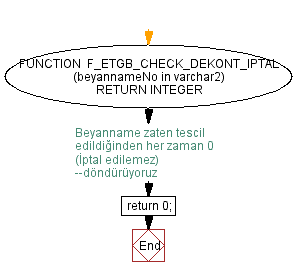 FUNCTION F_ETGB_CHECK_DEKONT_IPTAL
(beyannameNo in varchar2)
RETURN INTEGER
Beyanname zaten tescil
edildiğinden her zaman 0
(İptal edilemez)
--döndürüyoruz
return 0;
End